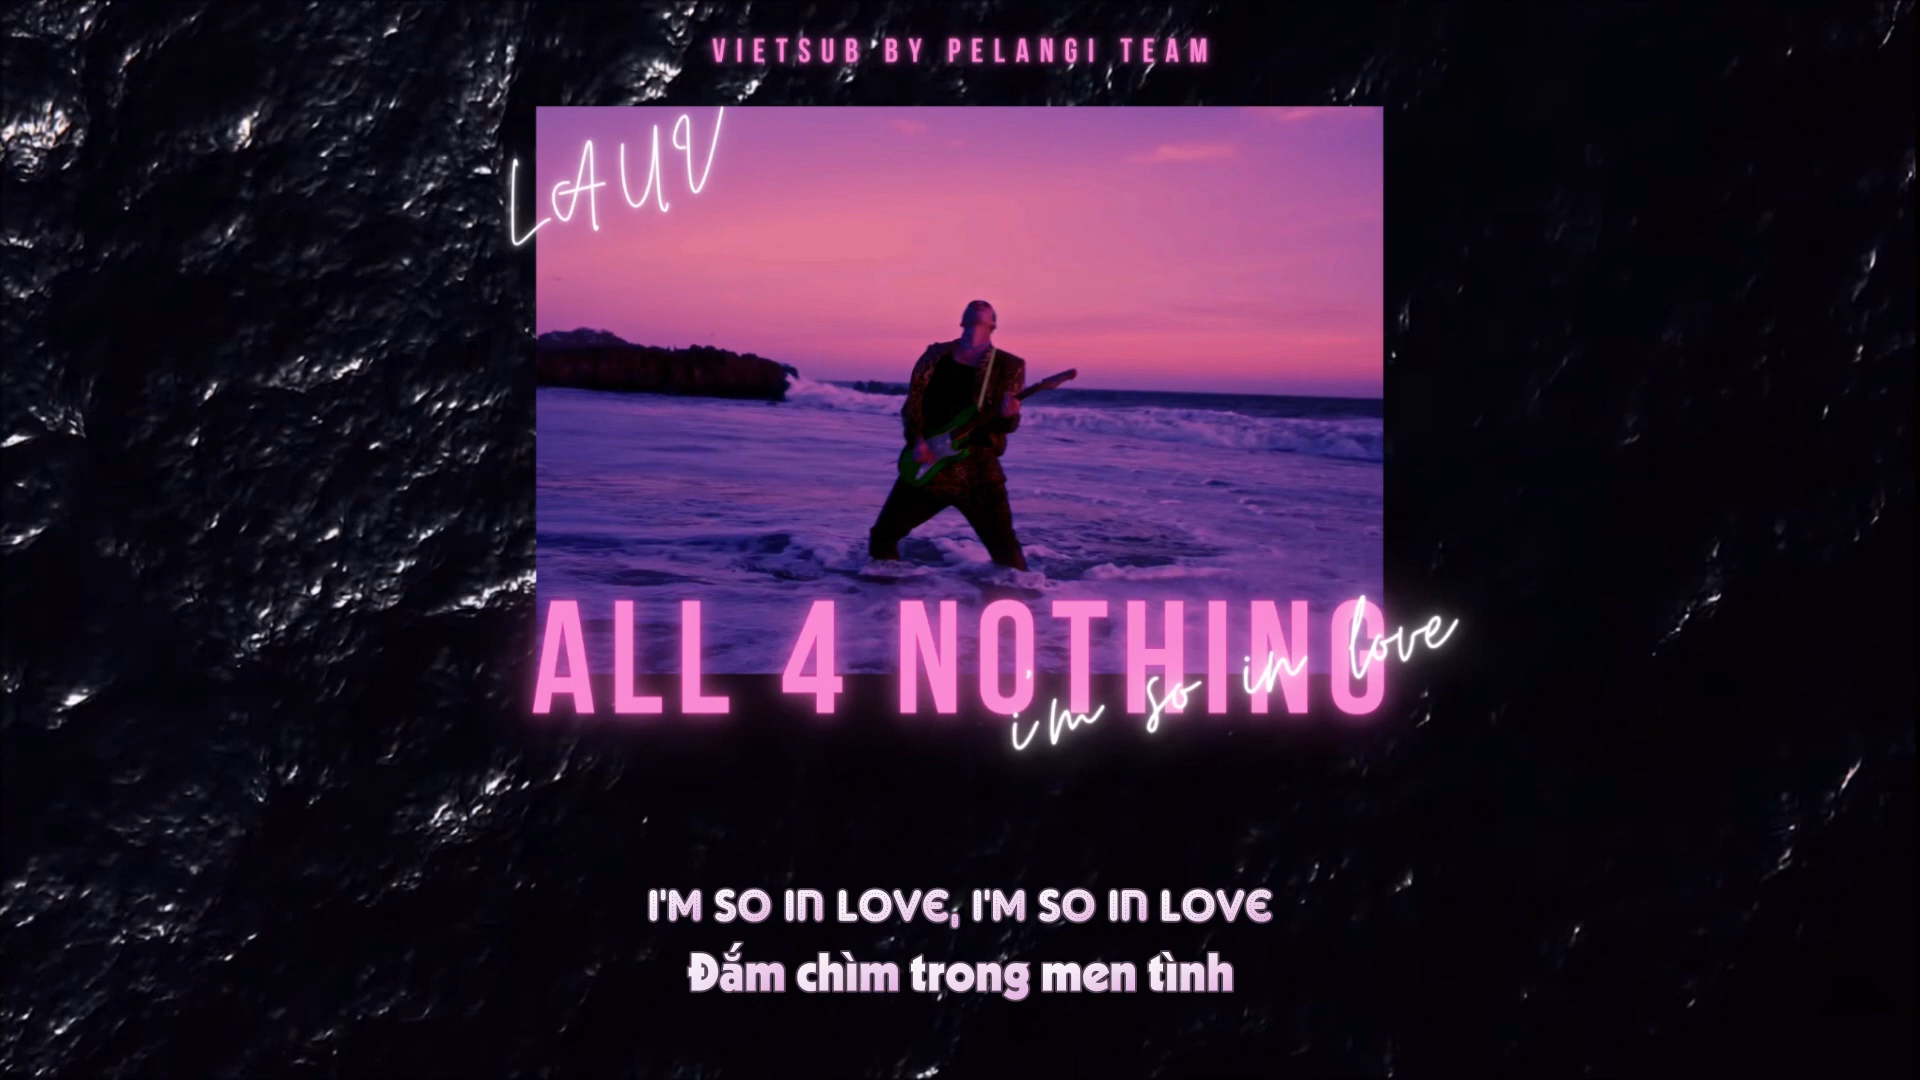 VIETSUB BY PELANGI TEAM
LAUV
ALL 4 NOTHING
i'm so in love
I'M SO IN LOVE, I'M SO IN LOVE
Đắm chìm trong men tình